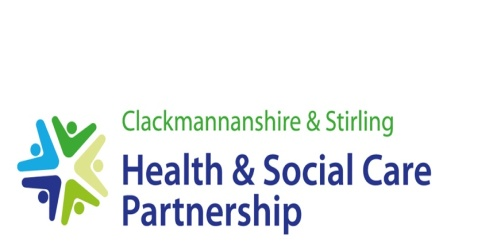 Clackmannanshire & Stirling
Health & Social Care
Partnership